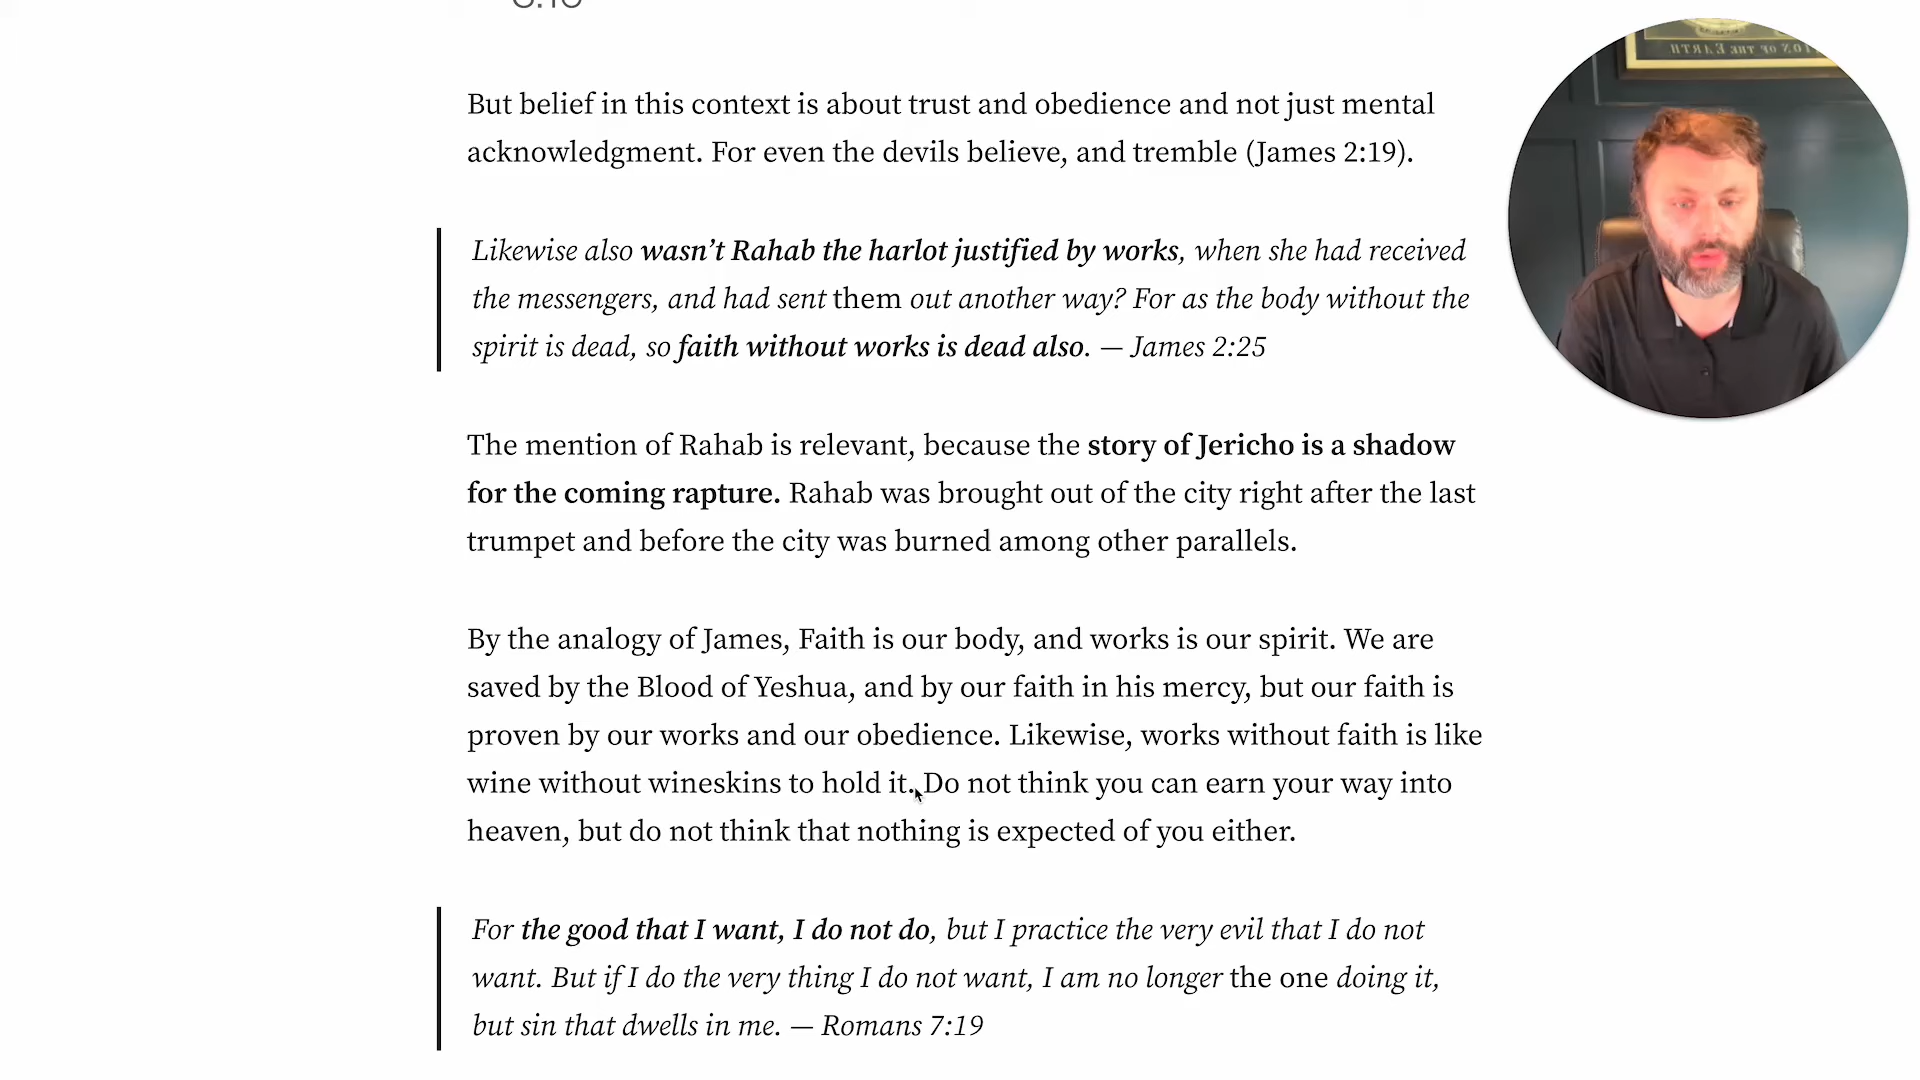 But belief in this context is about trust and obedience and not just mental
acknowledgment. For even the devils believe, and tremble (James 2:19).
Likewise also wasn’t Rahab the harlot justified by works, when she had received
the messengers, and had sent them out another way? For as the body without the
spirit is dead, so faith without works is dead also. — James 2:25
The mention of Rahab is relevant, because the story of Jericho is a shadow
for the coming rapture. Rahab was brought out of the city right after the last
trumpet and before the city was burned among other parallels.
By the analogy of James, Faith is our body, and works is our spirit. We are
saved by the Blood of Yeshua, and by our faith in his mercy, but our faith is
proven by our works and our obedience. Likewise, works without faith is like
wine without wineskins to hold it. Do not think you can earn your way into
heaven, but do not think that nothing is expected of you either.
For the good that I want, I do not do, but I practice the very evil that I do not
want. But if I do the very thing I do not want, I am no longer the one doing it,
but sin that dwells in me. — Romans 7:19
OF THE EARTH